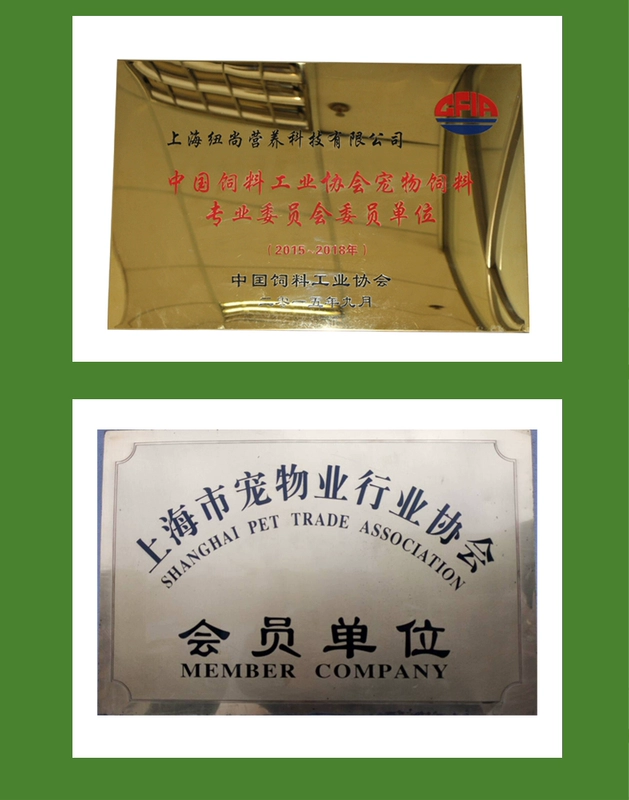 CFIA
上海纽尚营养科技有限公司
中国饲料工业协会宠物饲料
专业委员会委员单位
(2015-2018年)
中国饲料工业协会
二〇一五年九月
上海市宠物业行业协会
SHANGHAI PET TRADE ASSOCIATION
会员单位
MEMBER COMPANY